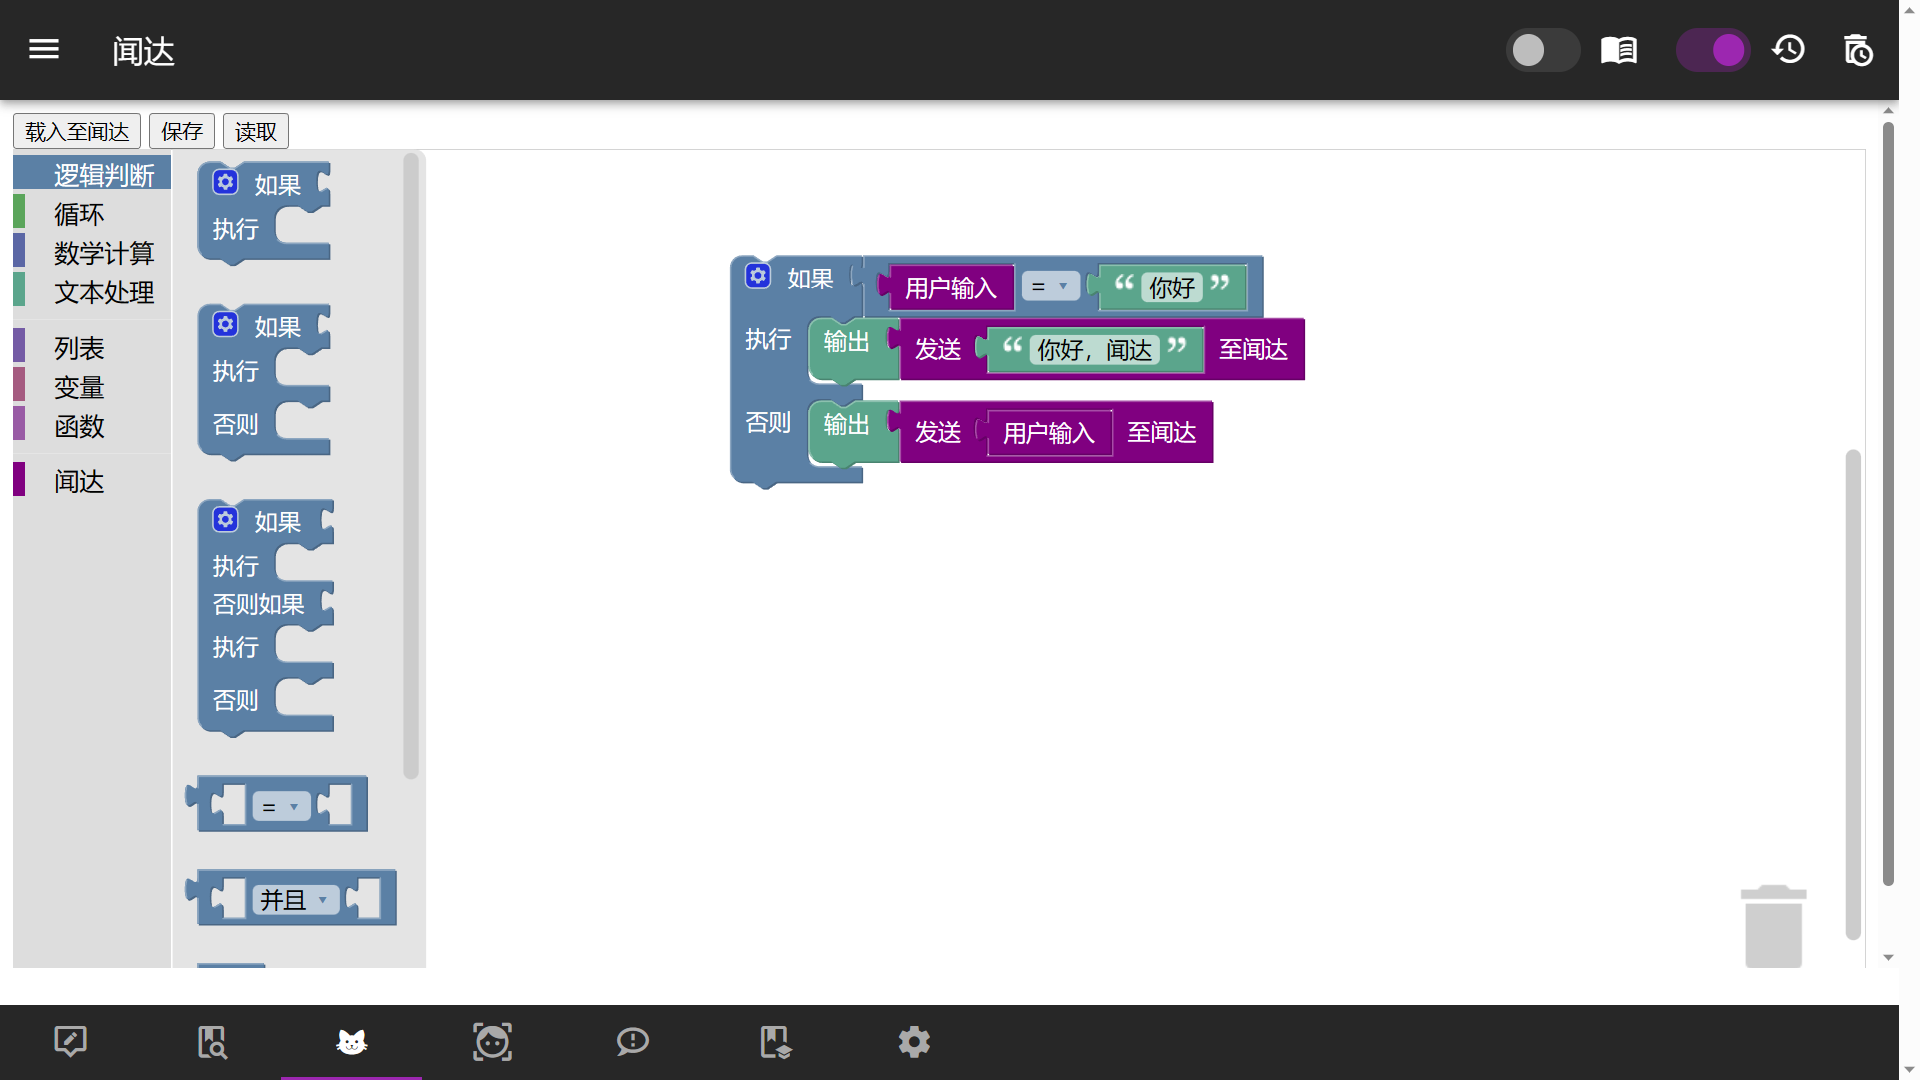 闻达
载入至闻达 保存 读取
逻辑判断
循环
数学计算
文本处理
列表
变量
函数
闻达
如果
执行
如果
执行
否则
如果
执行
否则如果
执行
否则
=
并且
如果 用户输入 = “ 你好 ”
执行 输出 发送 “ 你好，闻达 ” 至闻达
否则 输出 发送 用户输入 至闻达